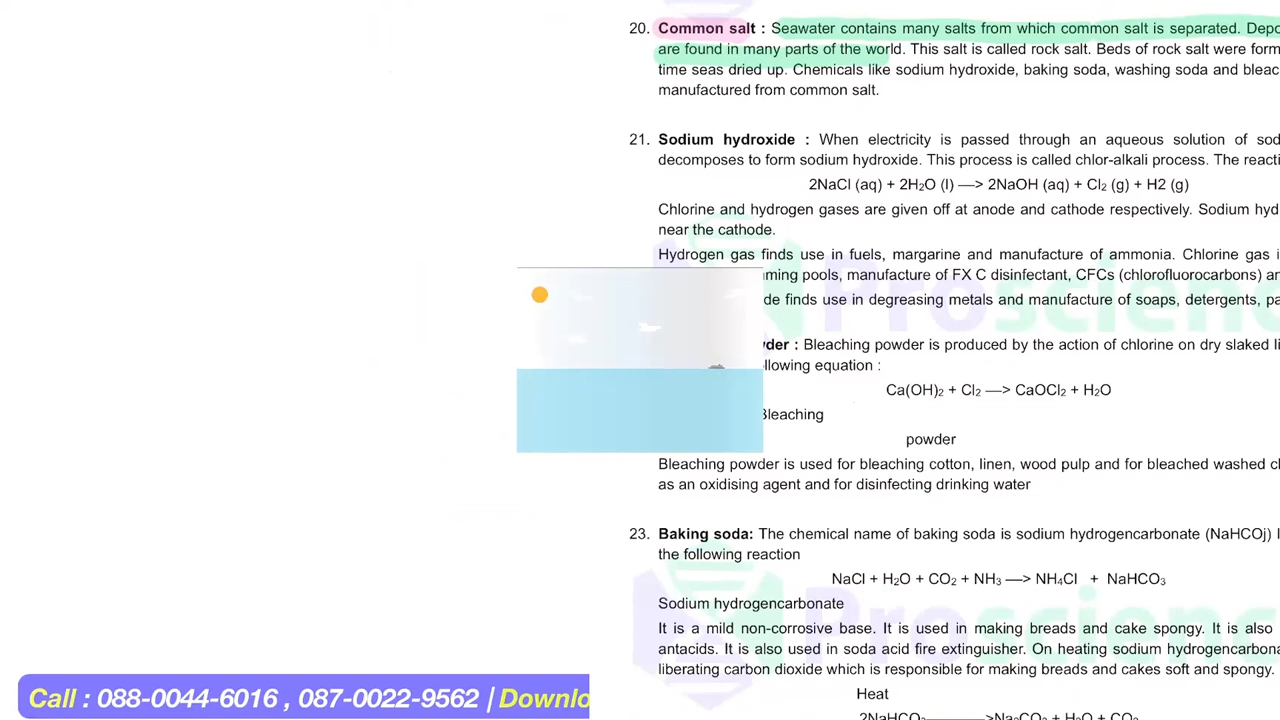 20. Common salt : Seawater contains many salts from which common salt is separated. Depo
are found in many parts of the world. This salt is called rock salt. Beds of rock salt were form
time seas dried up. Chemicals like sodium hydroxide, baking soda, washing soda and bleac
manufactured from common salt.
21. Sodium hydroxide : When electricity is passed through an aqueous solution of sod
decomposes to form sodium hydroxide. This process is called chlor-alkali process. The reacti
2NaCl (aq) + 2H₂O (l) —> 2NaOH (aq) + Cl₂ (g) + H2 (g)
Chlorine and hydrogen gases are given off at anode and cathode respectively. Sodium hyd
near the cathode.
Hydrogen gas finds use in fuels, margarine and manufacture of ammonia. Chlorine gas i
ming pools, manufacture of FX C disinfectant, CFCs (chlorofluorocarbons) ar
de finds use in degreasing metals and manufacture of soaps, detergents, pa
der : Bleaching powder is produced by the action of chlorine on dry slaked li
llowing equation :
Ca(OH)₂ + Cl₂ —> CaOCl₂ + H₂O
Bleaching
powder
Bleaching powder is used for bleaching cotton, linen, wood pulp and for bleached washed cl
as an oxidising agent and for disinfecting drinking water
23. Baking soda: The chemical name of baking soda is sodium hydrogencarbonate (NaHCOj) I
the following reaction
NaCl + H₂O + CO₂ + NH₃ —> NH₄Cl + NaHCO₃
Sodium hydrogencarbonate
It is a mild non-corrosive base. It is used in making breads and cake spongy. It is also
antacids. It is also used in soda acid fire extinguisher. On heating sodium hydrogencarbona
liberating carbon dioxide which is responsible for making breads and cakes soft and spongy.
Heat
2NaHCO₃———>Na₂CO₃ + H₂O + CO₂
Call : 088-0044-6016 , 087-0022-9562 | Downlo
Proscienc
Proscienc